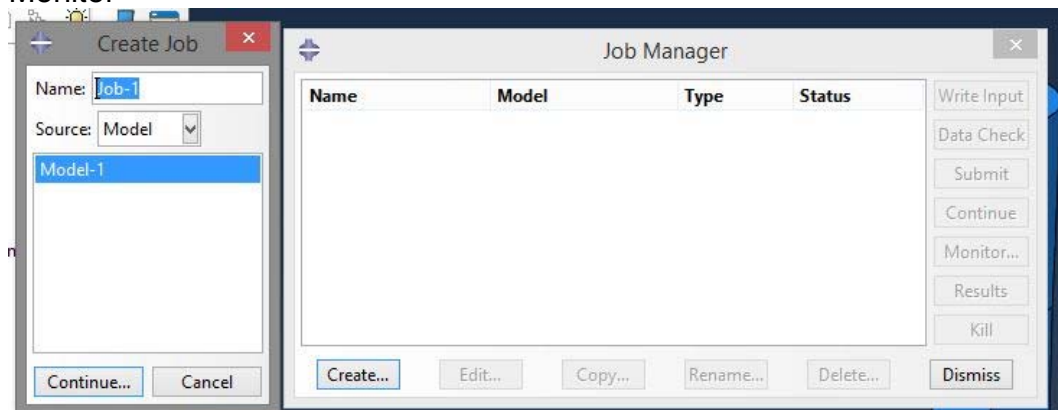 Monitor
Create Job
Name: Job-1
Source: Model
Model-1
Continue... Cancel
Job Manager
Name Model Type Status
Write Input
Data Check
Submit
Continue
Monitor...
Results
Kill
Create... Edit... Copy... Rename... Delete... Dismiss
n